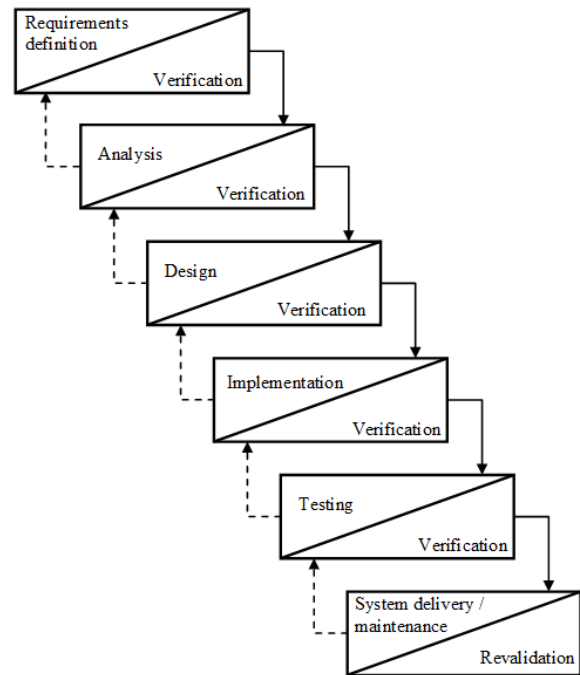 Requirements
definition
Verification
Analysis
Verification
Design
Verification
Implementation
Verification
Testing
Verification
System delivery /
maintenance
Revalidation